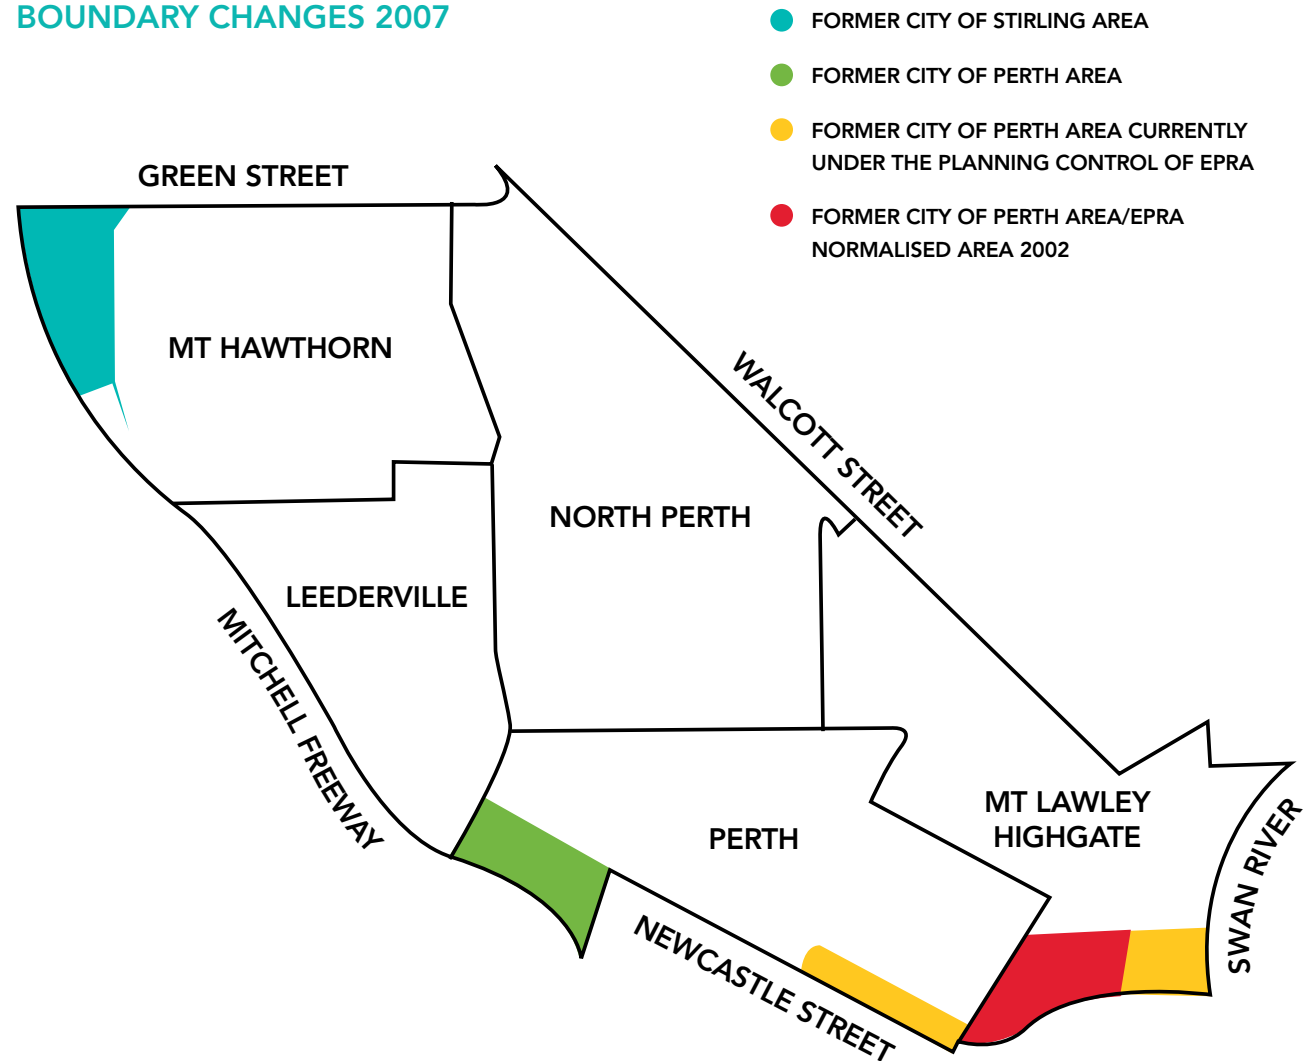 BOUNDARY CHANGES 2007
FORMER CITY OF STIRLING AREA
FORMER CITY OF PERTH AREA
FORMER CITY OF PERTH AREA CURRENTLY
UNDER THE PLANNING CONTROL OF EPRA
FORMER CITY OF PERTH AREA/EPRA
NORMALISED AREA 2002
GREEN STREET
MT HAWTHORN
WALCOTT STREET
NORTH PERTH
LEEDERVILLE
MITCHELL FREEWAY
MT LAWLEY
HIGHGATE
PERTH
SWAN RIVER
NEWCASTLE STREET